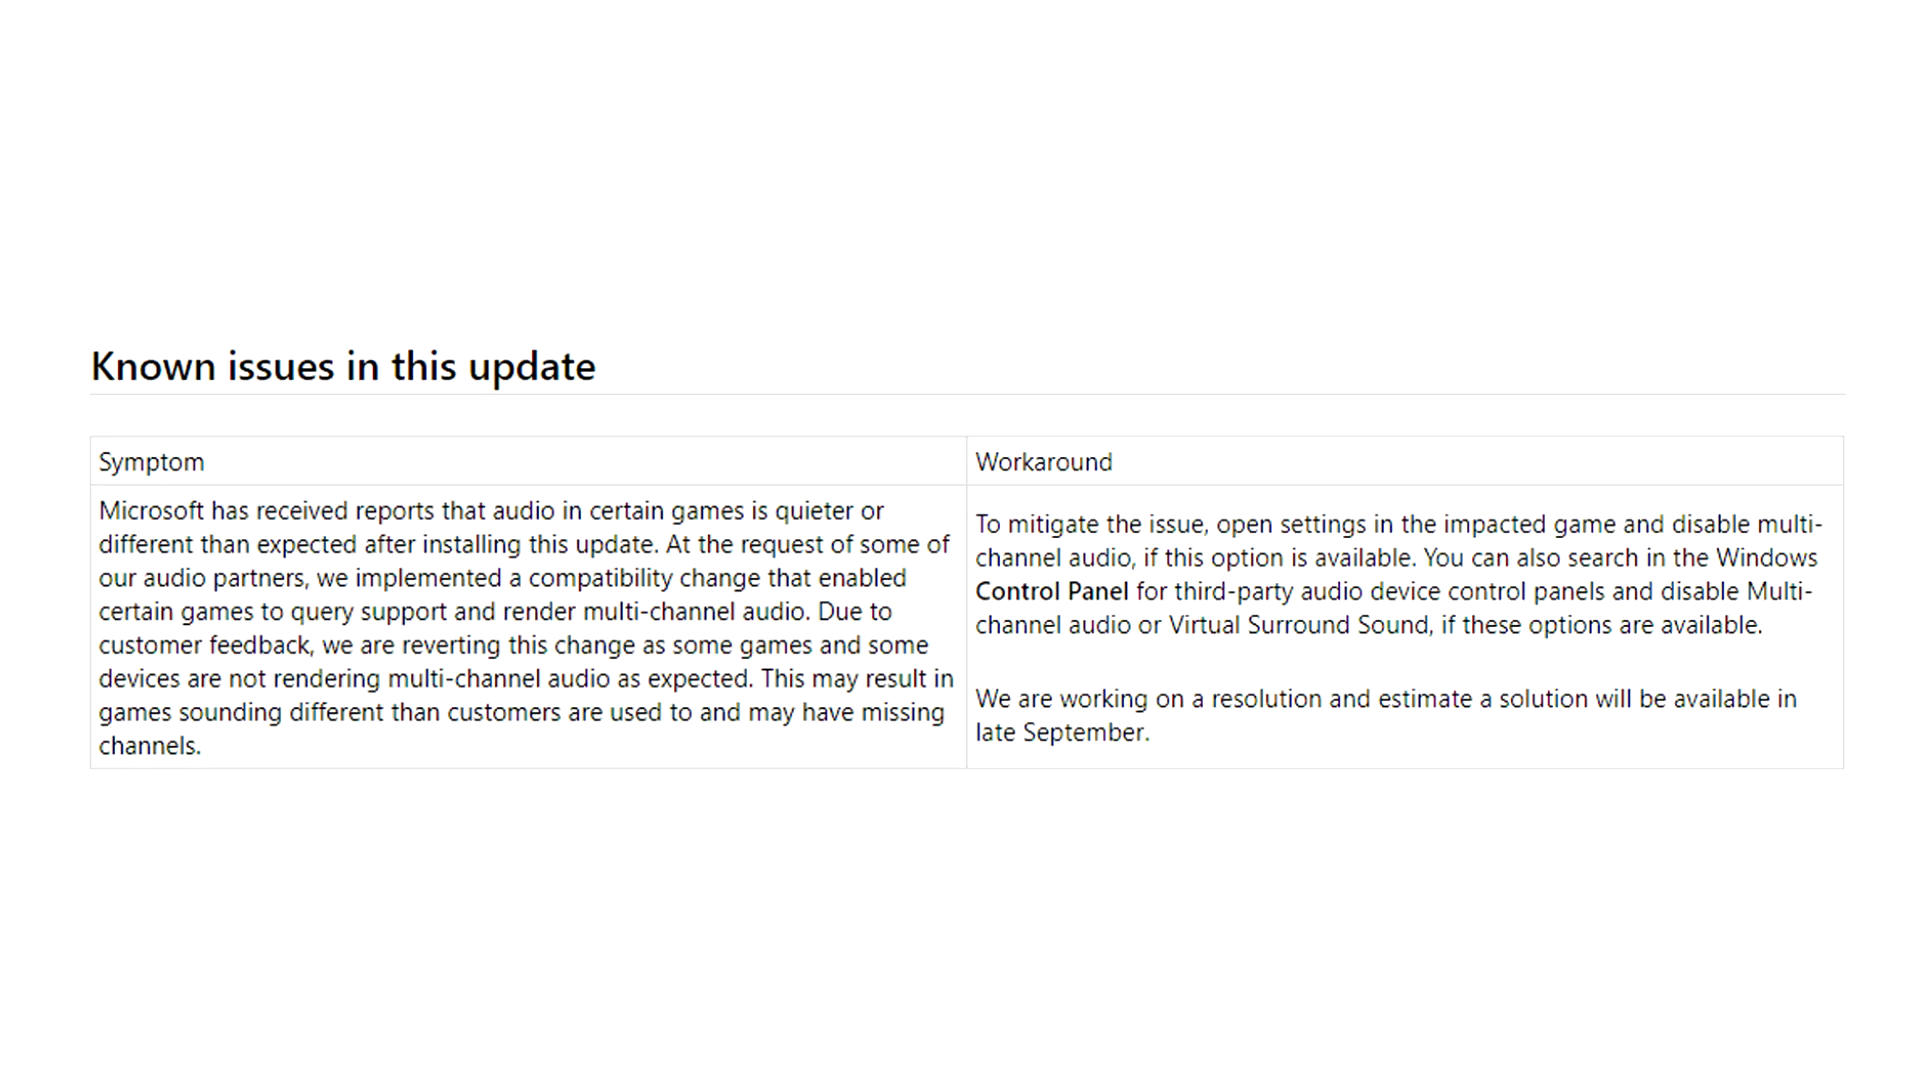 Known issues in this update
Symptom
Workaround
Microsoft has received reports that audio in certain games is quieter or
different than expected after installing this update. At the request of some of
our audio partners, we implemented a compatibility change that enabled
certain games to query support and render multi-channel audio. Due to
customer feedback, we are reverting this change as some games and some
devices are not rendering multi-channel audio as expected. This may result in
games sounding different than customers are used to and may have missing
channels.
To mitigate the issue, open settings in the impacted game and disable multi-
channel audio, if this option is available. You can also search in the Windows
Control Panel for third-party audio device control panels and disable Multi-
channel audio or Virtual Surround Sound, if these options are available.
We are working on a resolution and estimate a solution will be available in
late September.